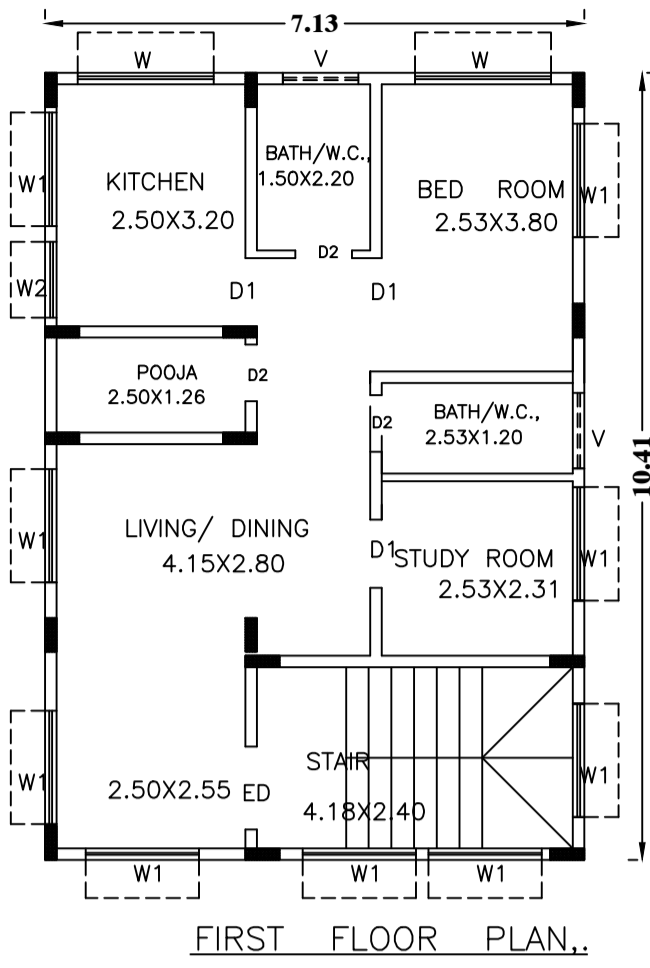 7.13
W
V
W
W1
KITCHEN
2.50X3.20
BATH/W.C.,
1.50X2.20
BED ROOM
2.53X3.80
W1
D2
W2
D1
D1
POOJA
2.50X1.26
D2
BATH/W.C.,
2.53X1.20
D2
V
10.41
W1
LIVING/ DINING
4.15X2.80
D1
STUDY ROOM
2.53X2.31
W1
W1
2.50X2.55
ED
STAIR
4.18X2.40
W1
W1
W1
W1
FIRST FLOOR PLAN,.